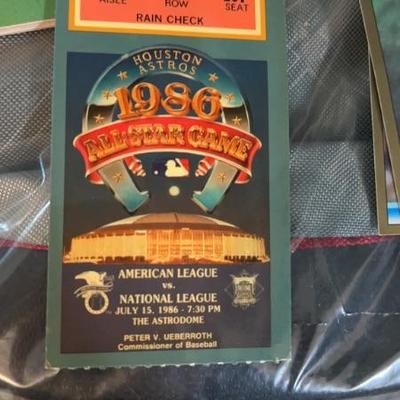 AISLE ROW SEAT
RAIN CHECK
HOUSTON
ASTROS
1986
ALL-STAR GAME
AMERICAN LEAGUE
vs.
NATIONAL LEAGUE
JULY 15, 1986 - 7:30 PM
THE ASTRODOME
PETER V. UEBERROTH
Commissioner of Baseball